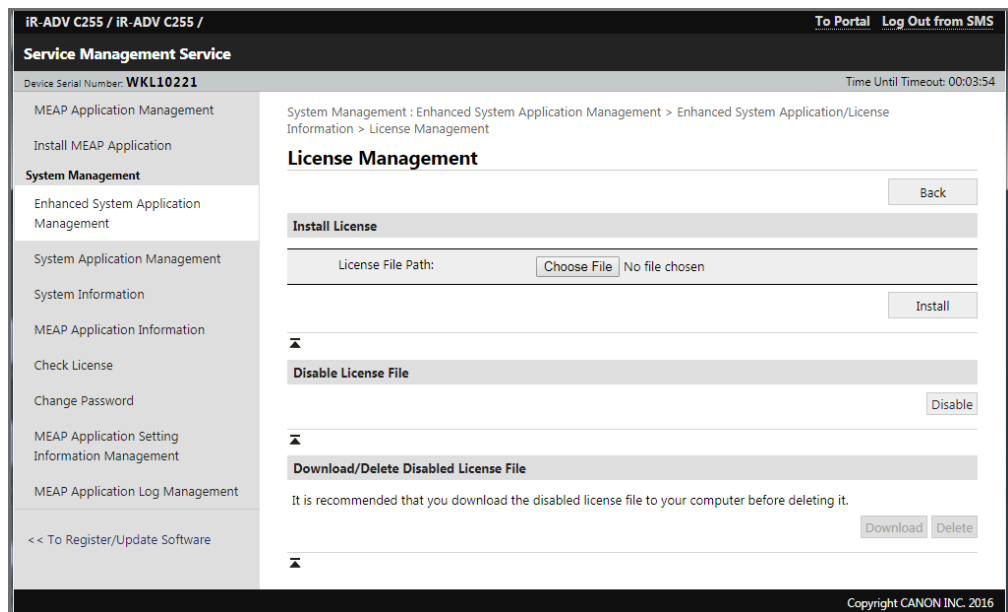 iR-ADV C255 / iR-ADV C255 /
To Portal Log Out from SMS
Service Management Service
Device Serial Number: WKL10221
Time Until Timeout: 00:03:54
MEAP Application Management
Install MEAP Application
System Management
Enhanced System Application
Management
System Application Management
System Information
MEAP Application Information
Check License
Change Password
MEAP Application Setting
Information Management
MEAP Application Log Management
<< To Register/Update Software
System Management : Enhanced System Application Management > Enhanced System Application/License
Information > License Management
License Management
Back
Install License
License File Path: Choose File No file chosen
Install
Disable License File
Disable
Download/Delete Disabled License File
It is recommended that you download the disabled license file to your computer before deleting it.
Download Delete
Copyright CANON INC. 2016